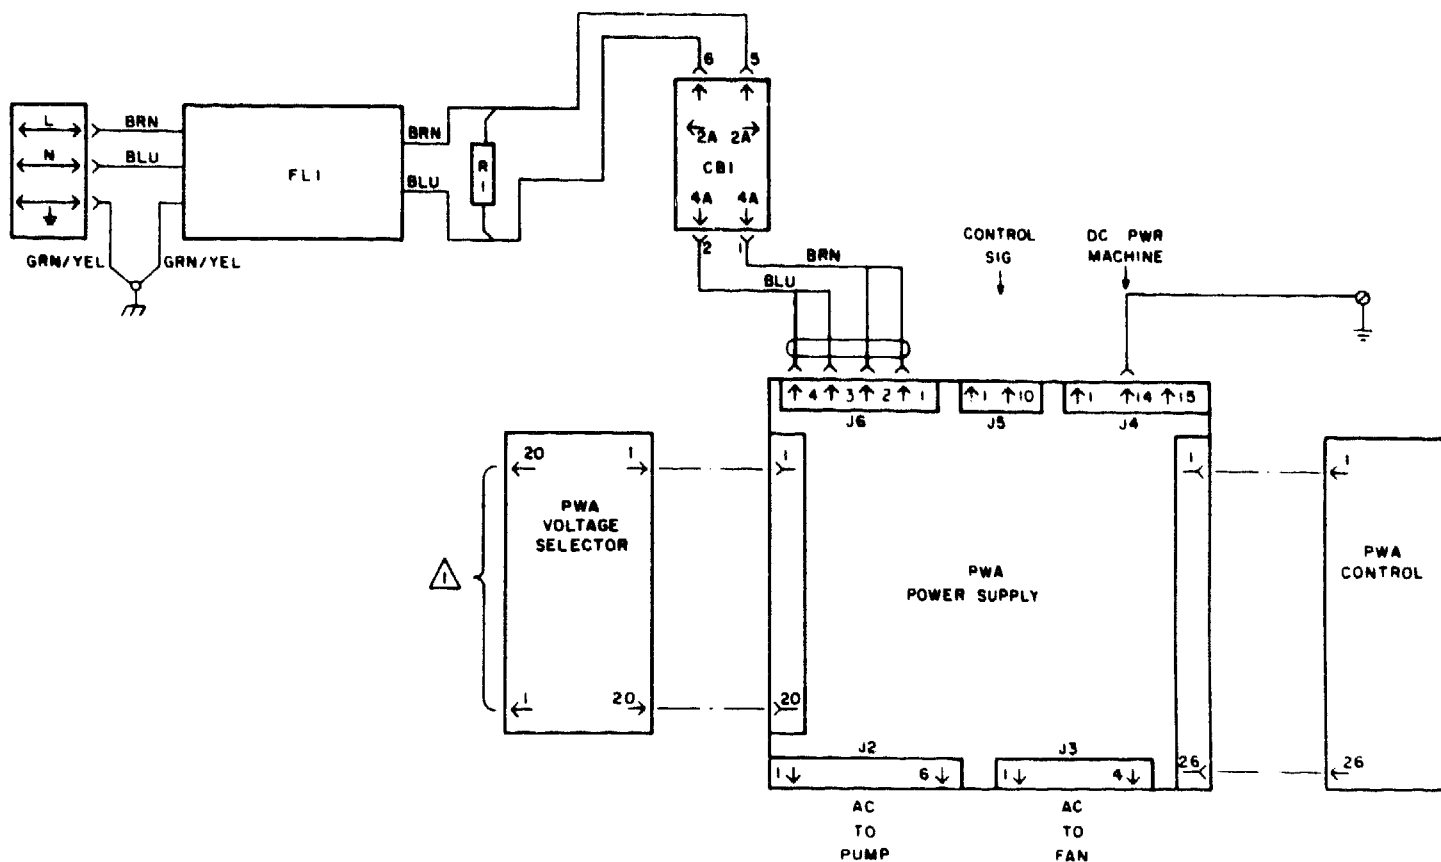 6 5
L BRN
N BLU
GRN/YEL GRN/YEL
FL1
BRN
BLU
R1
2A 2A
CB1
4A 4A
2 1
BRN
BLU
CONTROL
SIG
DC PWR
MACHINE
4 3 2 1
J6
1 10
J5
1 14 15
J4
20 1
PWA
VOLTAGE
SELECTOR
1
1 20
1
20
PWA
POWER SUPPLY
1
26
1
PWA
CONTROL
26
J2
1 6
J3
1 4
AC
TO
PUMP
AC
TO
FAN